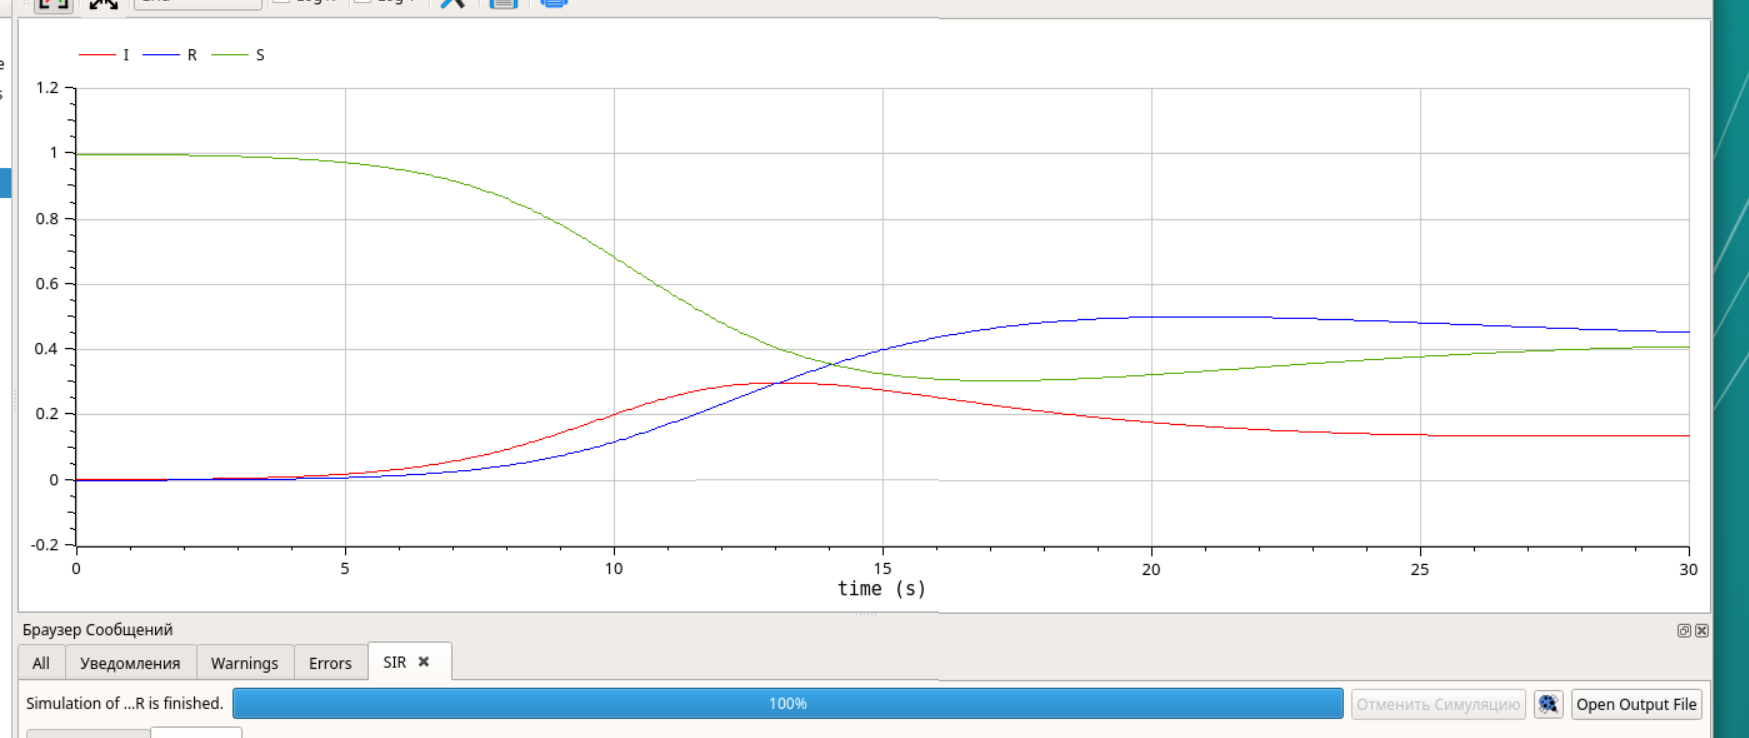 I R S
1.2
1
0.8
0.6
0.4
0.2
0
-0.2
0 5 10 15 20 25 30
time (s)
Браузер Сообщений
All Уведомления Warnings Errors SIR
Simulation of ...R is finished. 100% Отменить Симуляцию Open Output File